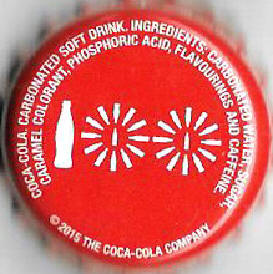 COCA-COLA. CARBONATED SOFT DRINK. INGREDIENTS: CARBONATED WATER, SUGAR,
CARAMEL COLORANT, PHOSPHORIC ACID, FLAVOURINGS AND CAFFEINE.
© 2015 THE COCA-COLA COMPANY.